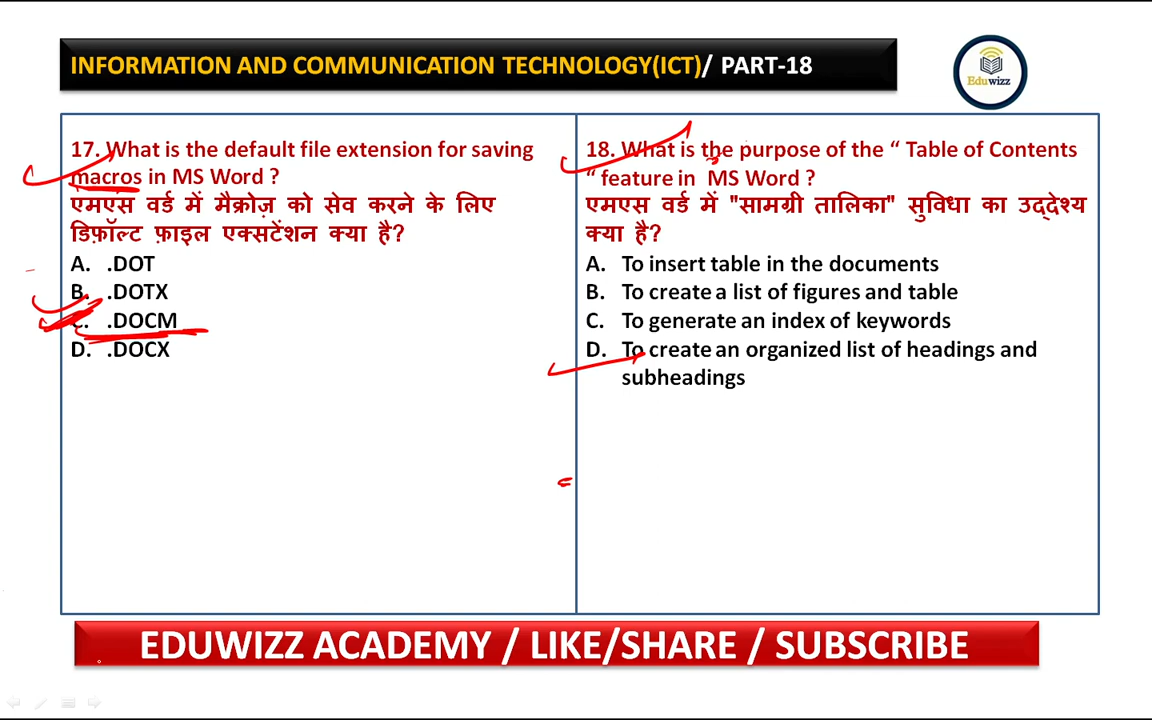 INFORMATION AND COMMUNICATION TECHNOLOGY(ICT)/ PART-18
Eduwizz
17. What is the default file extension for saving
macros in MS Word ?
एमएस वर्ड में मैक्रोज़ को सेव करने के लिए
डिफ़ॉल्ट फ़ाइल एक्सटेंशन क्या है?
A. .DOT
B. .DOTX
C. .DOCM
D. .DOCX
18. What is the purpose of the “ Table of Contents
“ feature in MS Word ?
एमएस वर्ड में "सामग्री तालिका" सुविधा का उद्देश्य
क्या है?
A. To insert table in the documents
B. To create a list of figures and table
C. To generate an index of keywords
D. To create an organized list of headings and
subheadings
EDUWIZZ ACADEMY / LIKE/SHARE / SUBSCRIBE